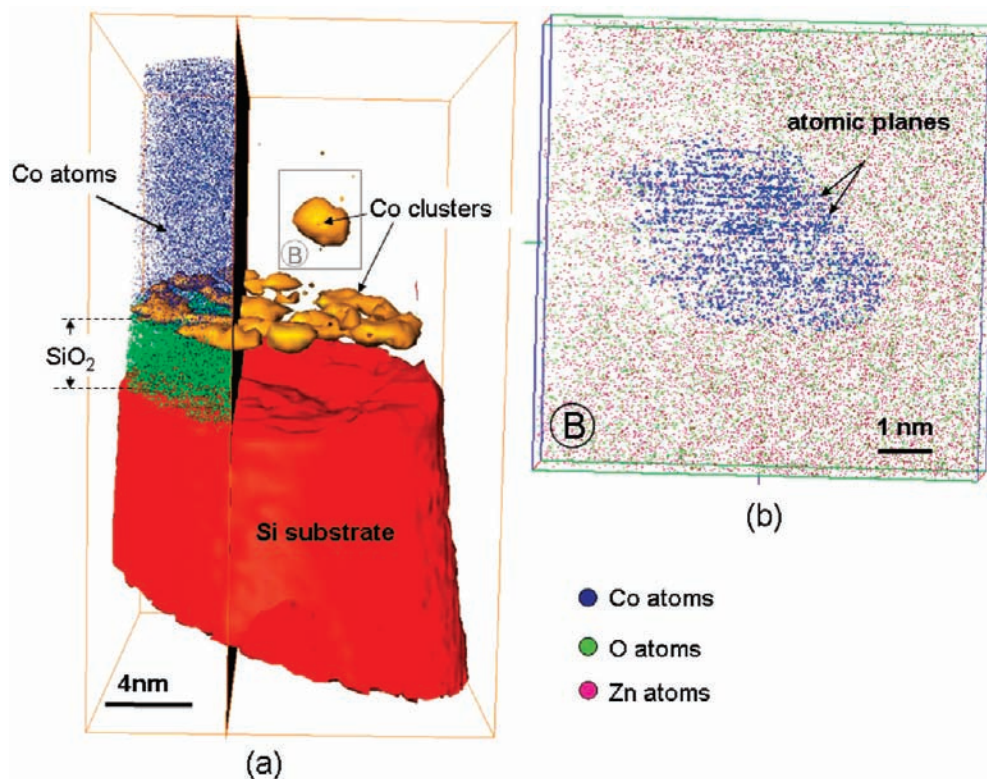 Co atoms
Co clusters
B
SiO2
Si substrate
4nm
(a)
atomic planes
B
1 nm
(b)
Co atoms
O atoms
Zn atoms